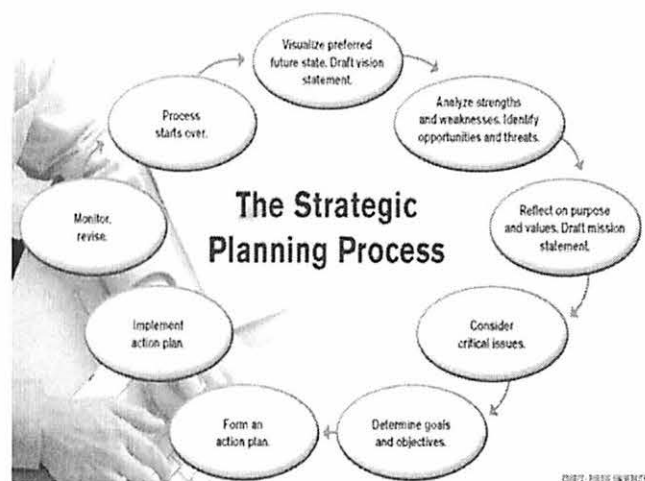 The Strategic
Planning Process
Visualize preferred
future state. Draft vision
statement.
Analyze strengths
and weaknesses. Identify
opportunities and threats.
Reflect on purpose
and values. Draft mission
statement.
Consider
critical issues.
Determine goals
and objectives.
Form an
action plan.
Implement
action plan.
Monitor,
revise.
Process
starts over.